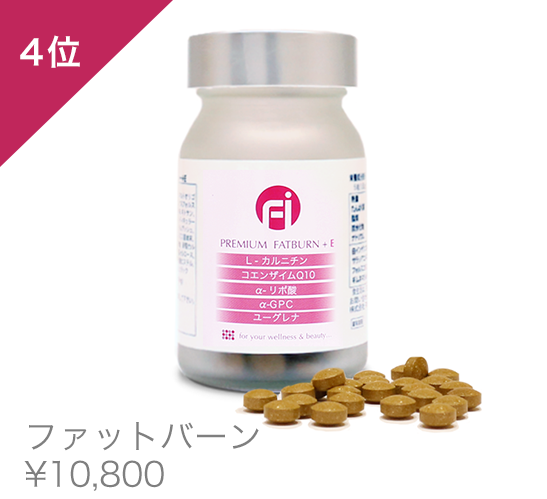 4位
Fi
PREMIUM FATBURN + E
L - カルニチン
コエンザイムQ10
α- リポ酸
α-GPC
ユーグレナ
for your wellness & beauty...
ファットバーン
¥10,800